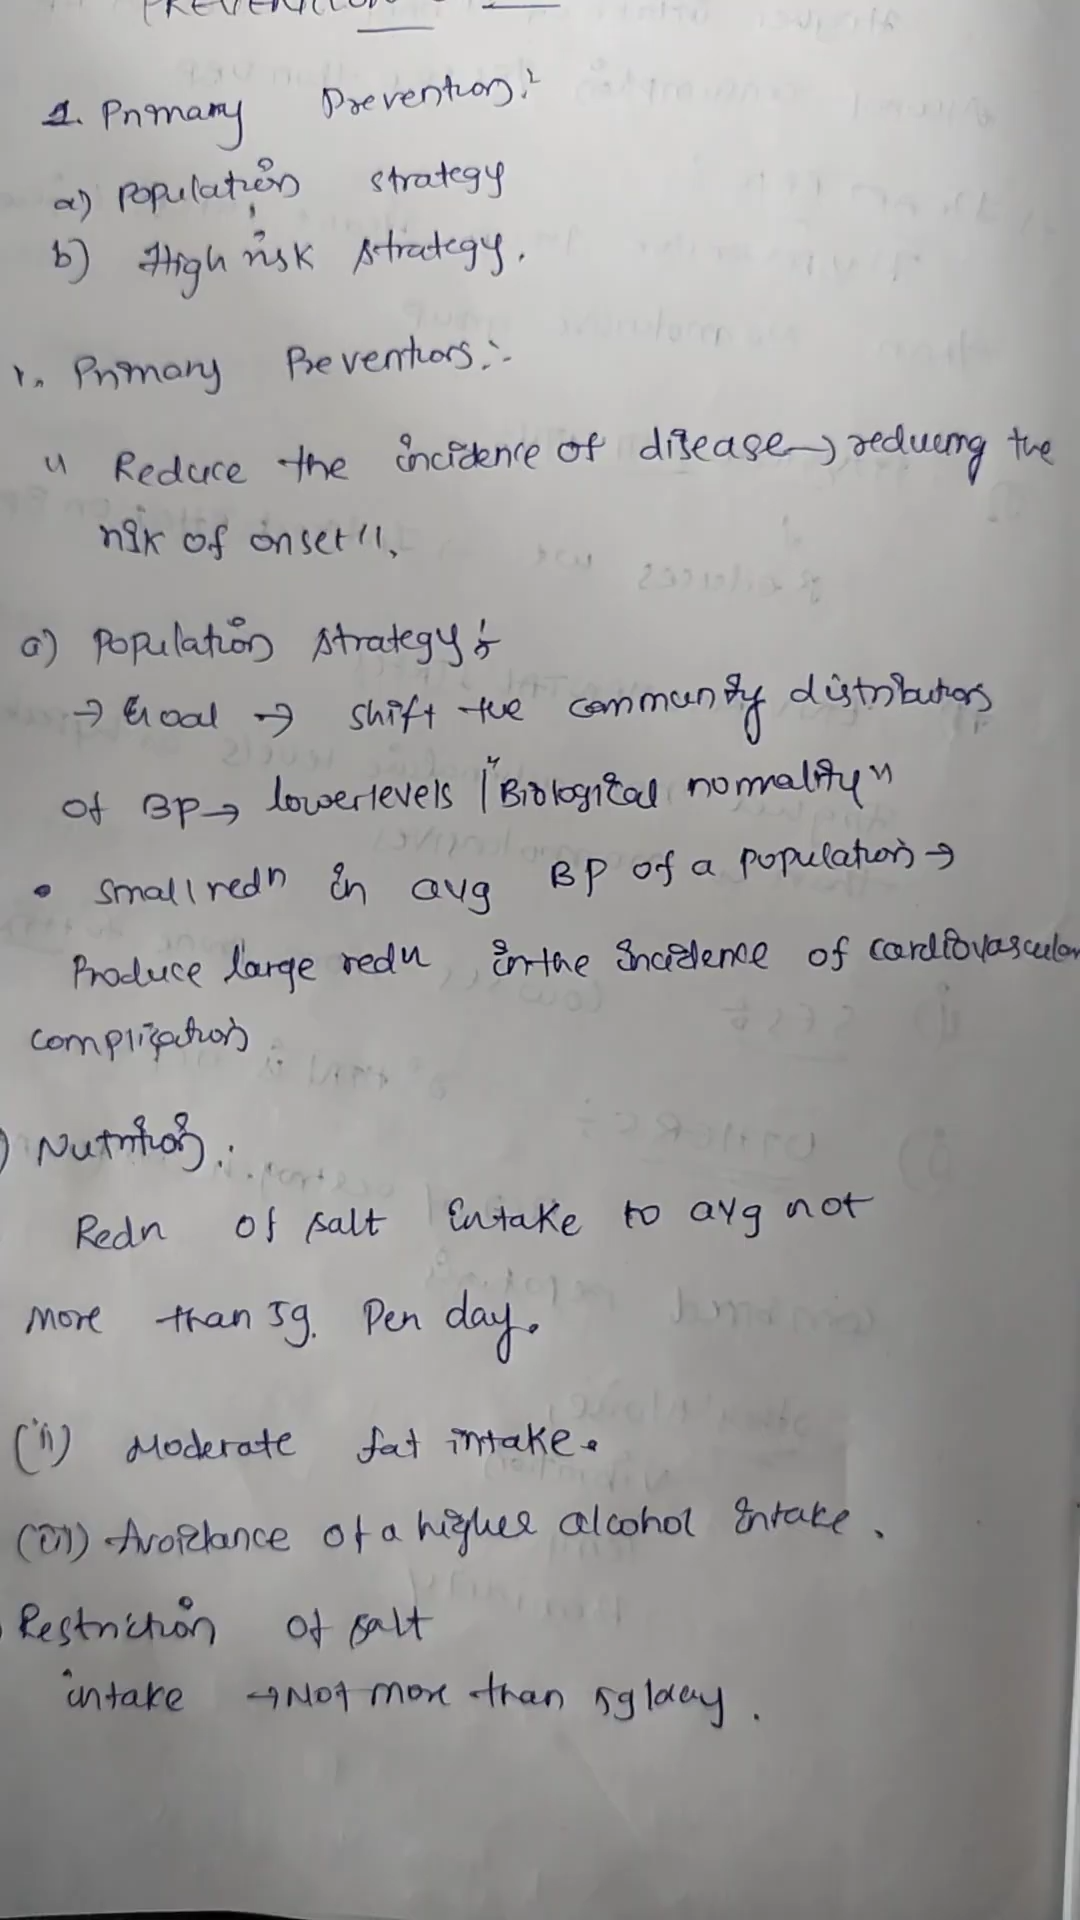 PREVENTION
1. Primary Prevention:
a) Population strategy
b) High risk strategy.
1. Primary Prevention:-
" Reduce the incidence of disease → reducing the
risk of onset ".
a) Population strategy :-
→ Goal → shift the community distribution
of BP → lower levels / "Biological normality"
• small redn in avg BP of a population →
Produce large redn in the incidence of cardiovascular
complication
) Nutrition :
Redn of salt intake to avg not
more than 5g. Per day.
(ii) Moderate fat intake.
(iii) Avoidance of a higher alcohol intake.
Restriction of salt
intake → Not more than 5g/day.